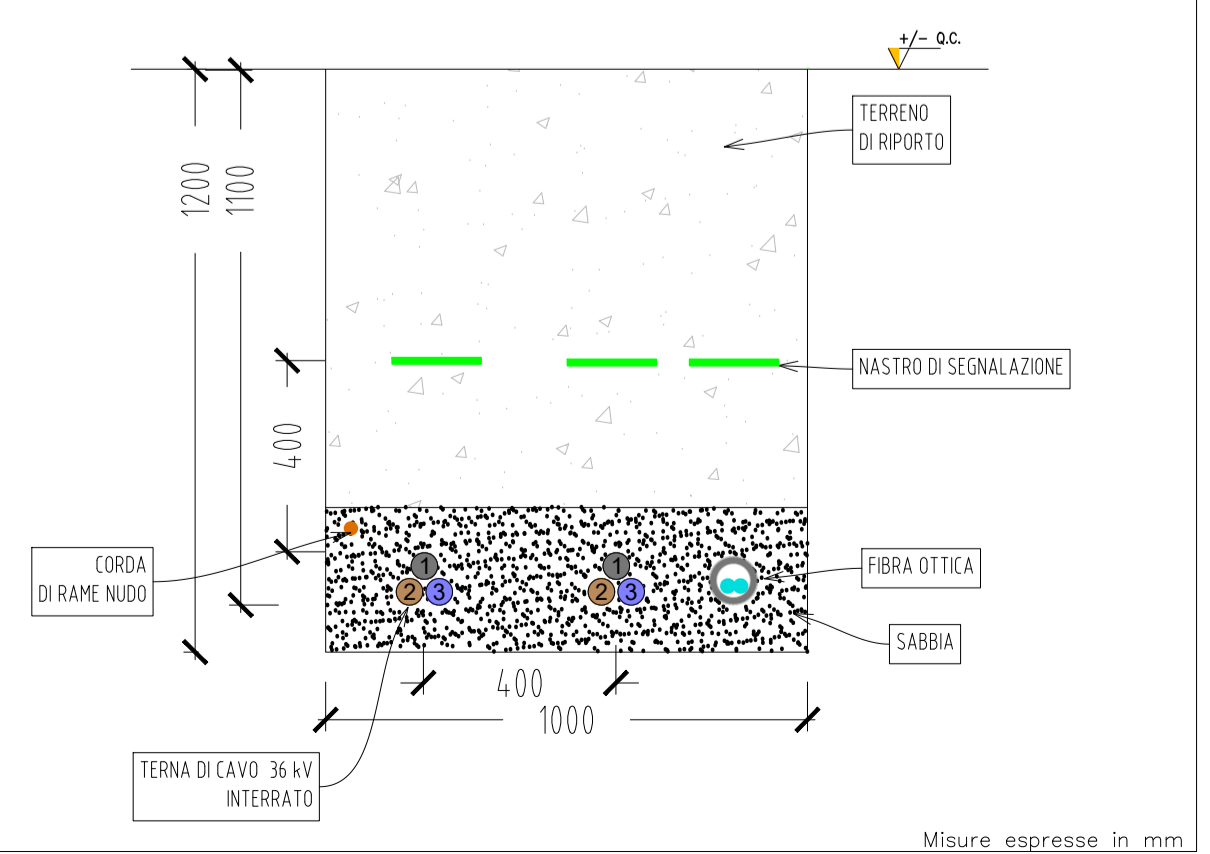 +/- Q.C.
TERRENO
DI RIPORTO
1200
1100
NASTRO DI SEGNALAZIONE
400
CORDA
DI RAME NUDO
1
2
3
1
2
3
FIBRA OTTICA
SABBIA
400
1000
TERNA DI CAVO 36 kV
INTERRATO
Misure espresse in mm